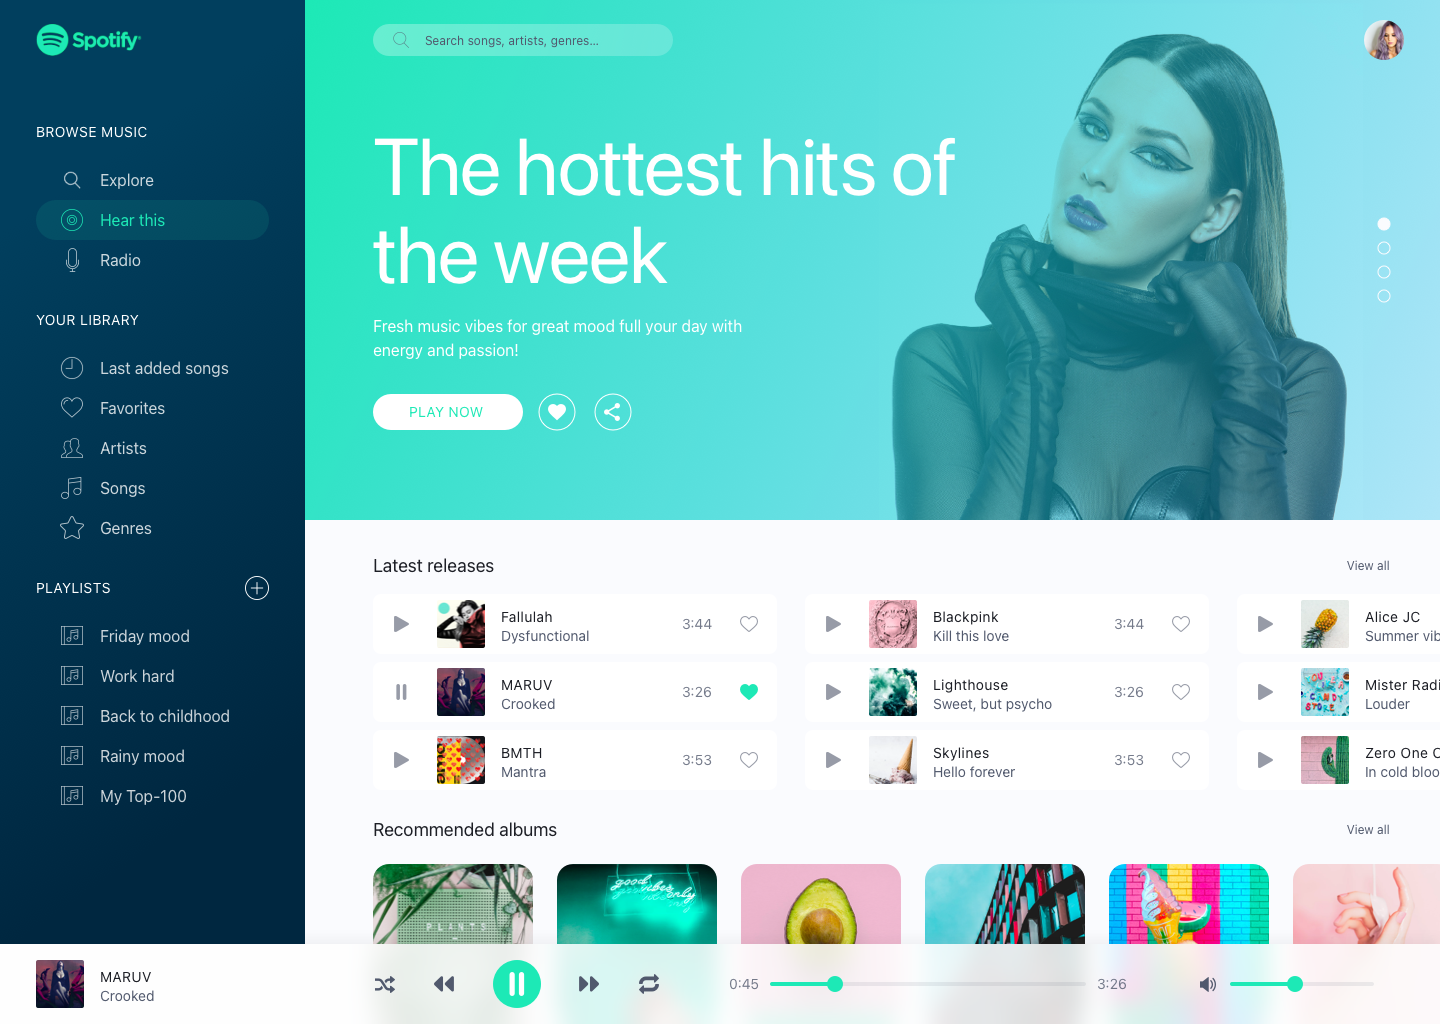 Spotify
BROWSE MUSIC
Explore
Hear this
Radio
YOUR LIBRARY
Last added songs
Favorites
Artists
Songs
Genres
PLAYLISTS
Friday mood
Work hard
Back to childhood
Rainy mood
My Top-100
Search songs, artists, genres...
The hottest hits of
the week
Fresh music vibes for great mood full your day with
energy and passion!
PLAY NOW
Latest releases
View all
Fallulah
Dysfunctional
3:44
Blackpink
Kill this love
3:44
Alice JC
Summer vib
MARUV
Crooked
3:26
Lighthouse
Sweet, but psycho
3:26
CANDY
STORE
Mister Radi
Louder
BMTH
Mantra
3:53
Skylines
Hello forever
3:53
Zero One C
In cold bloo
Recommended albums
View all
good vibes only
MARUV
Crooked
0:45
3:26